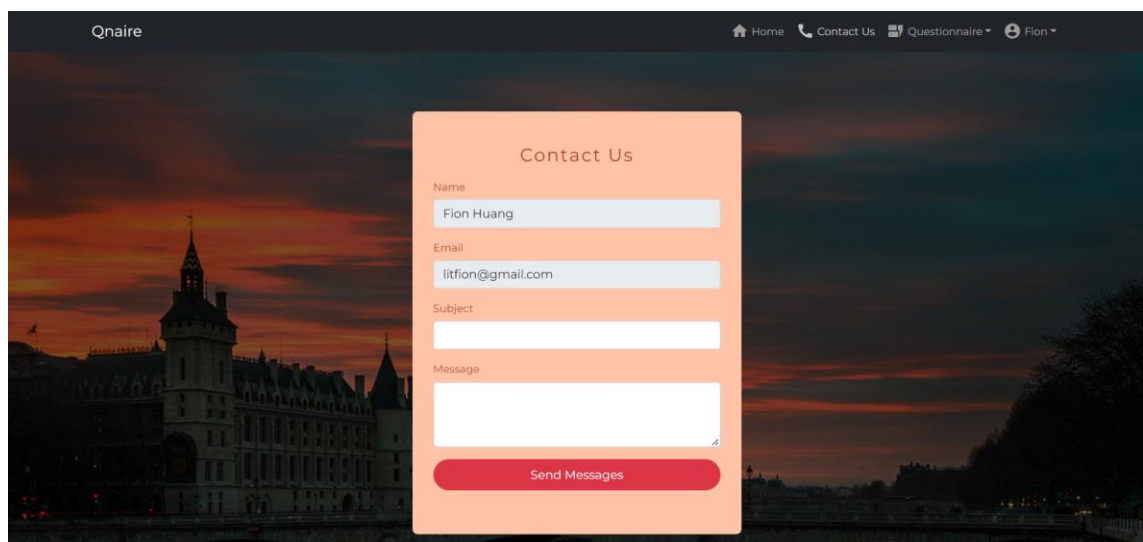 Qnaire
Home Contact Us Questionnaire Fion
Contact Us
Name
Fion Huang
Email
litfion@gmail.com
Subject
Message
Send Messages